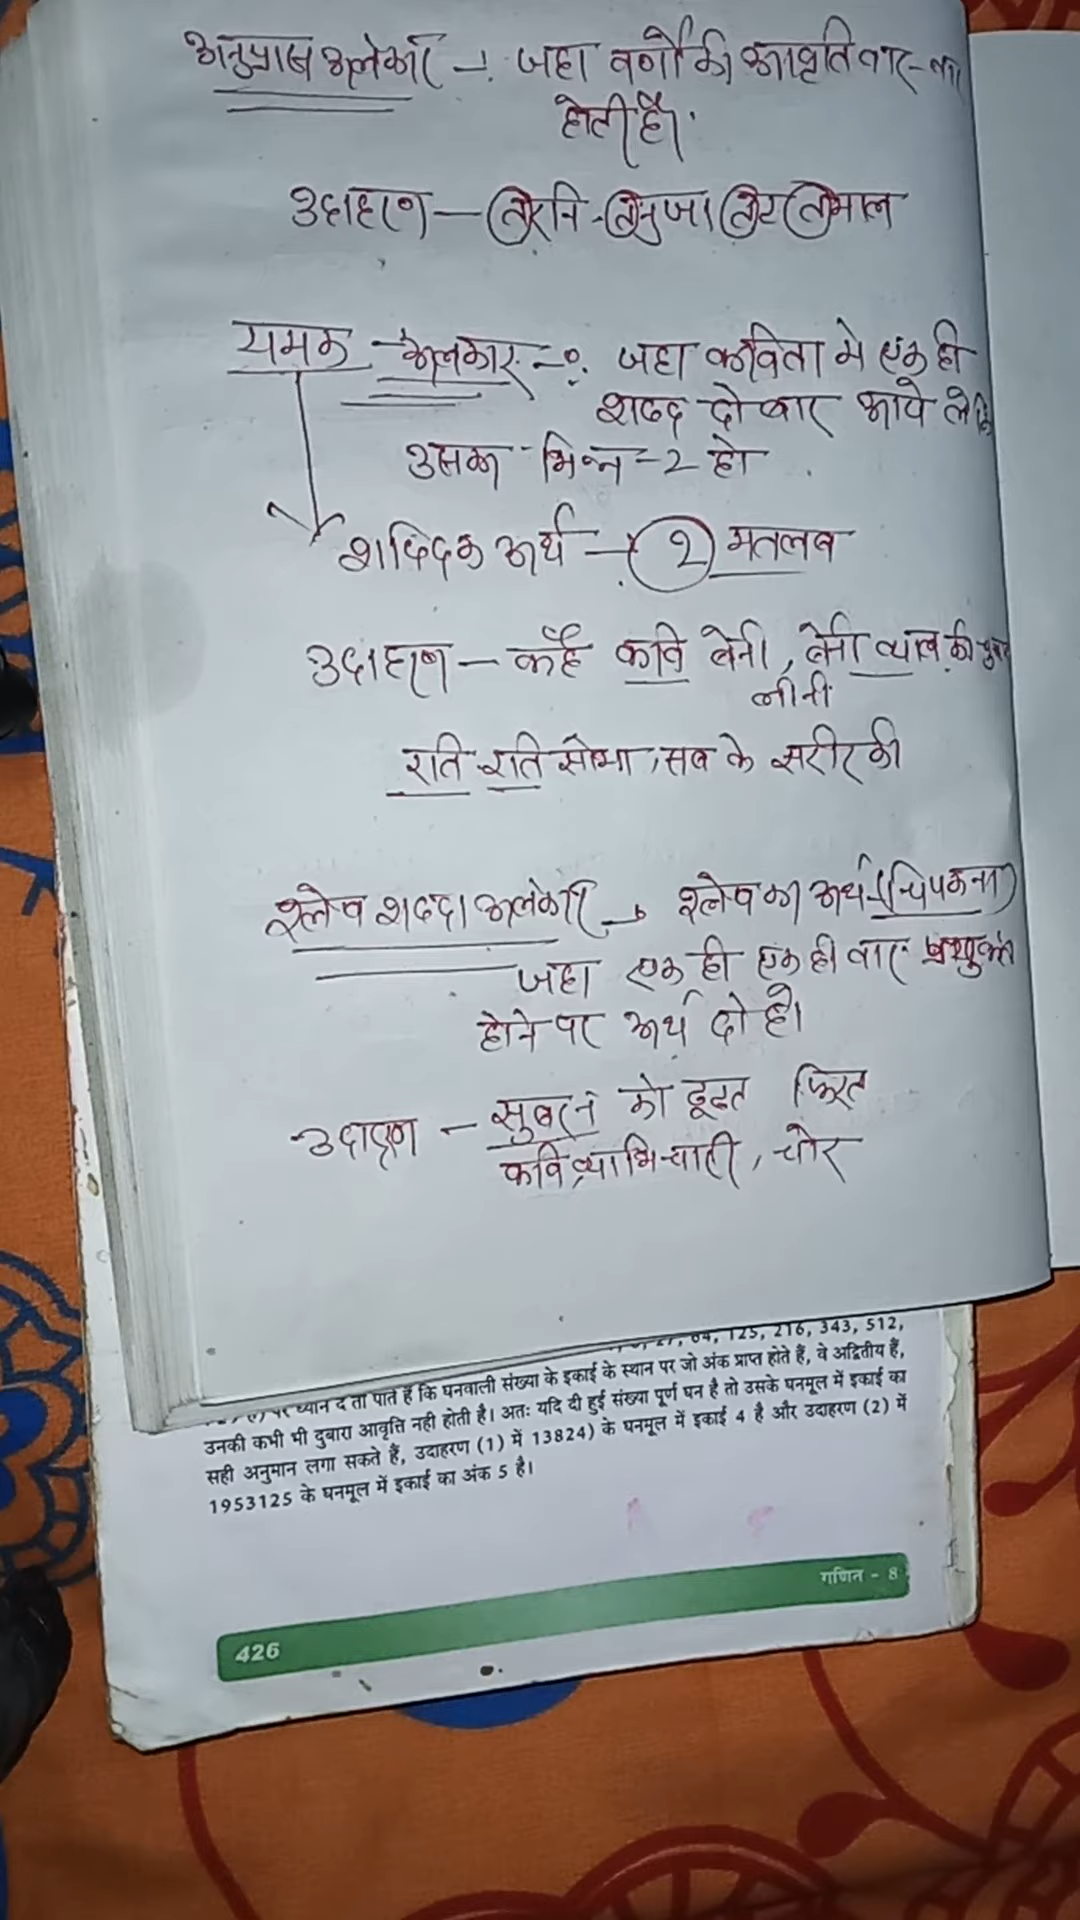 अनुप्रास अलंकार → जहा वर्णो की आवृति बार-बा
होती है।
उदाहरण — तरनि-तनुजा तट तमाल
यमक - अलंकार -: जहा कविता मे एक ही
शब्द दो बार आये
उसका भिन्न-2 हो
शाब्दिक अर्थ → २ मतलब
उदाहरण - कहै कवि बेनी, बेनी व्याल की
लीनी
रति रति सोभा, सब के सरीर की
श्लेष शब्दा अलंकार → श्लेष का अर्थ (चिपकना)
जहा एक ही एक ही बार प्रयुक्त
होने पर अर्थ दो हो।
उदाहरण - सुबरन को ढूढत फिरत
कवि, व्याभिचारी, चोर
125, 216, 343, 512,
ध्यान दें तो पाते हैं कि घनवाली संख्या के इकाई के स्थान पर जो अंक प्राप्त होते हैं, वे अद्वितीय हैं,
उनकी कभी भी दुबारा आवृत्ति नही होती है। अतः यदि दी हुई संख्या पूर्ण घन है तो उसके घनमूल में इकाई का
सही अनुमान लगा सकते हैं, उदाहरण (1) में 13824) के घनमूल में इकाई 4 है और उदाहरण (2) में
1953125 के घनमूल में इकाई का अंक 5 है।
गणित - 8
426